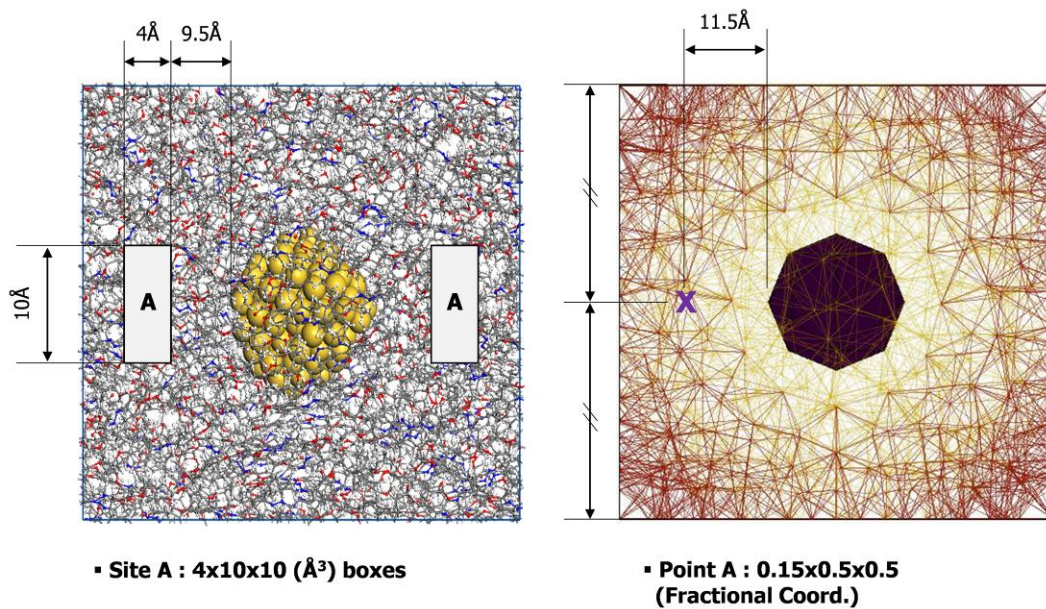 4Å 9.5Å
11.5Å
10Å
A
A
X
▪ Site A : 4x10x10 (Å³) boxes
▪ Point A : 0.15x0.5x0.5
(Fractional Coord.)